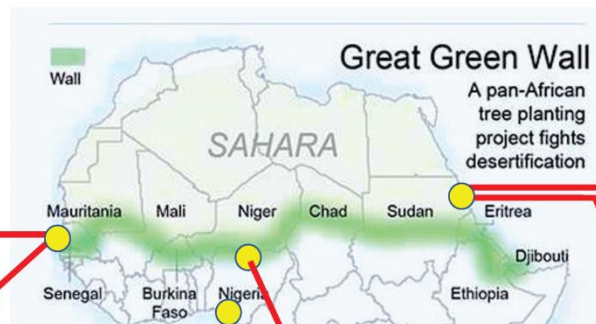 Great Green Wall
Wall
A pan-African
tree planting
project fights
desertification
SAHARA
Mauritania
Mali
Niger
Chad
Sudan
Eritrea
Djibouti
Senegal
Burkina
Faso
Nigeria
Ethiopia